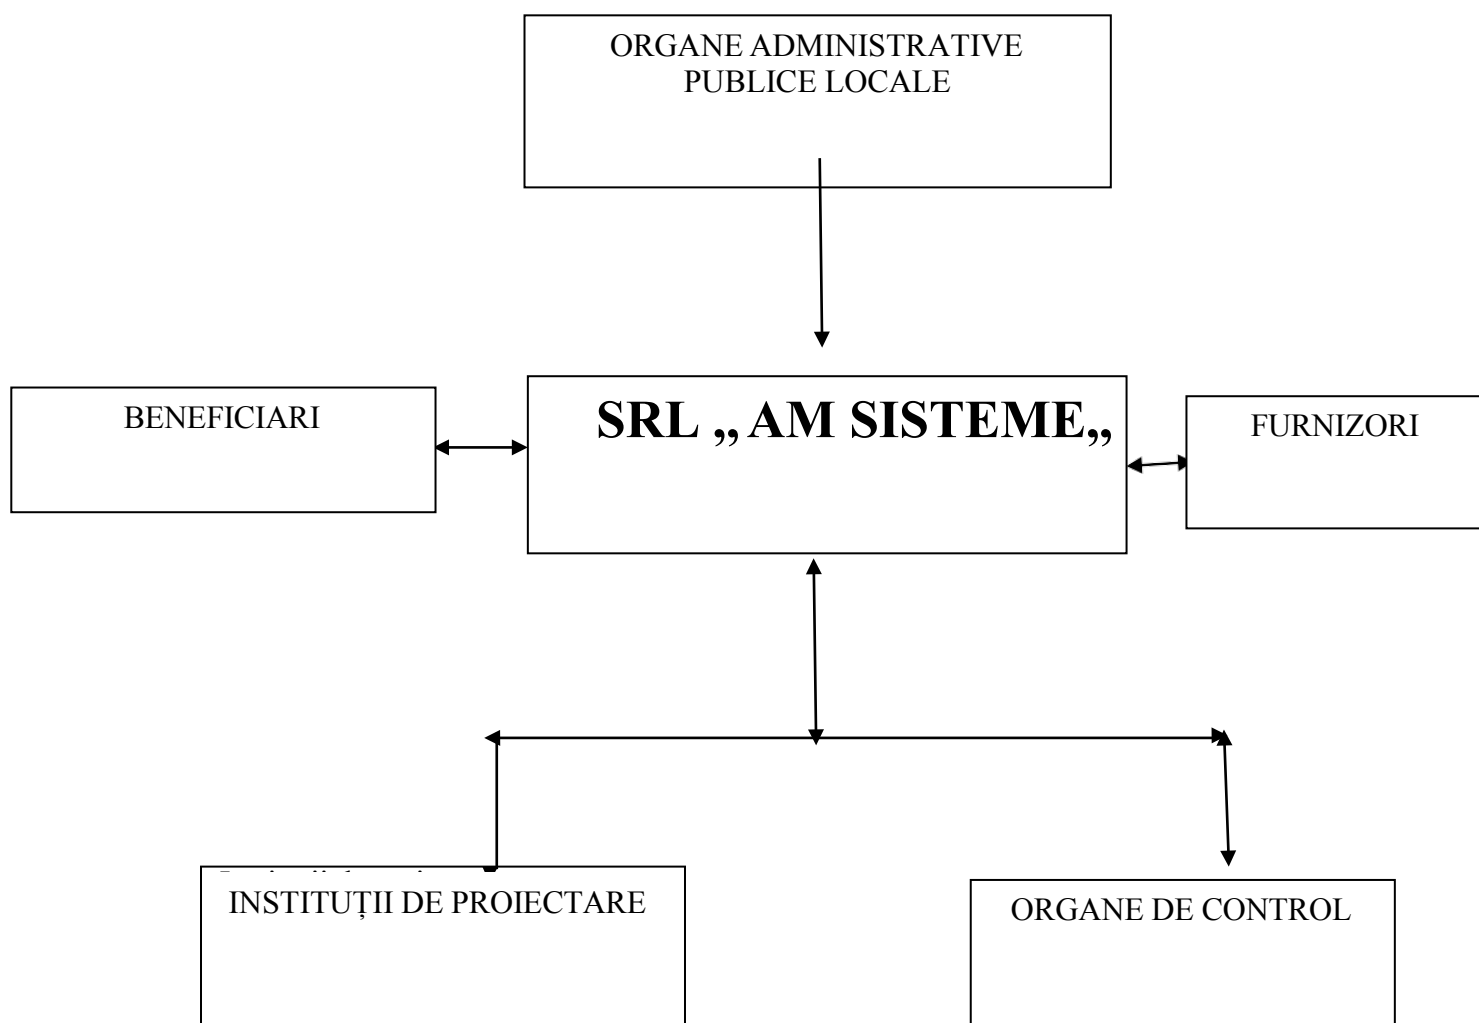 ORGANE ADMINISTRATIVE
PUBLICE LOCALE
BENEFICIARI
SRL „ AM SISTEME„
FURNIZORI
INSTITUȚII DE PROIECTARE
ORGANE DE CONTROL